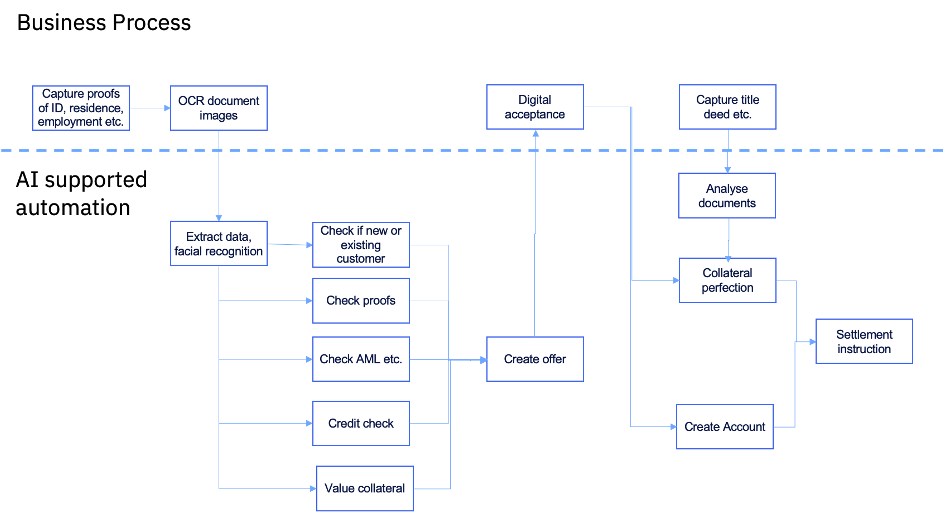 Business Process
Capture proofs
of ID, residence,
employment etc.
OCR document
images
Digital
acceptance
Capture title
deed etc.
AI supported
automation
Analyse
documents
Extract data,
facial recognition
Check if new or
existing
customer
Collateral
perfection
Check proofs
Settlement
instruction
Check AML etc.
Create offer
Credit check
Create Account
Value collateral